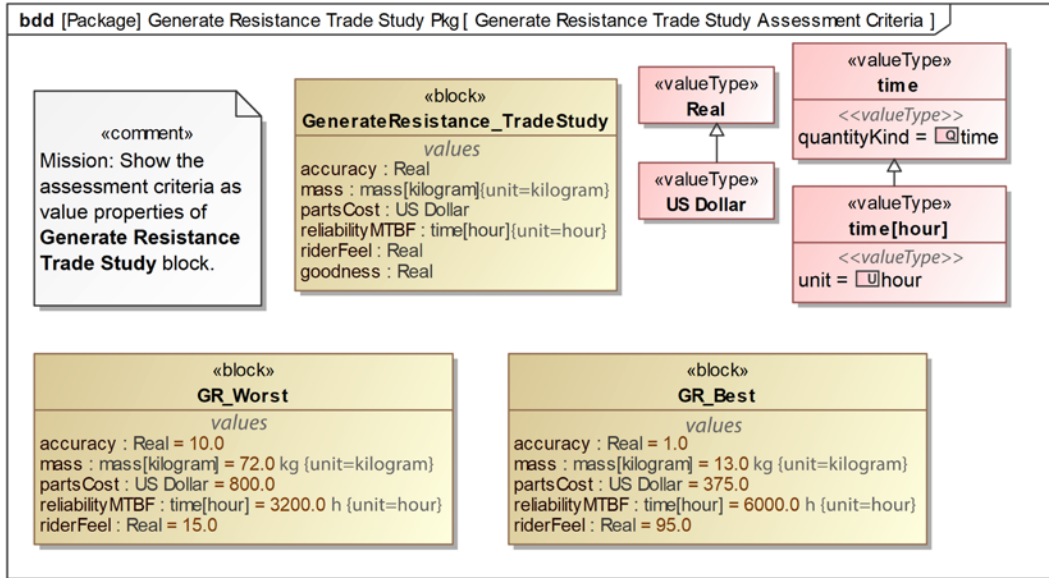 bdd [Package] Generate Resistance Trade Study Pkg [ Generate Resistance Trade Study Assessment Criteria ]
«comment»
Mission: Show the
assessment criteria as
value properties of
Generate Resistance
Trade Study block.
«block»
GenerateResistance_TradeStudy
values
accuracy : Real
mass : mass[kilogram]{unit=kilogram}
partsCost : US Dollar
reliabilityMTBF : time[hour]{unit=hour}
riderFeel : Real
goodness : Real
«valueType»
Real
«valueType»
US Dollar
«valueType»
time
<<valueType>>
quantityKind = Q time
«valueType»
time[hour]
<<valueType>>
unit = U hour
«block»
GR_Worst
values
accuracy : Real = 10.0
mass : mass[kilogram] = 72.0 kg {unit=kilogram}
partsCost : US Dollar = 800.0
reliabilityMTBF : time[hour] = 3200.0 h {unit=hour}
riderFeel : Real = 15.0
«block»
GR_Best
values
accuracy : Real = 1.0
mass : mass[kilogram] = 13.0 kg {unit=kilogram}
partsCost : US Dollar = 375.0
reliabilityMTBF : time[hour] = 6000.0 h {unit=hour}
riderFeel : Real = 95.0